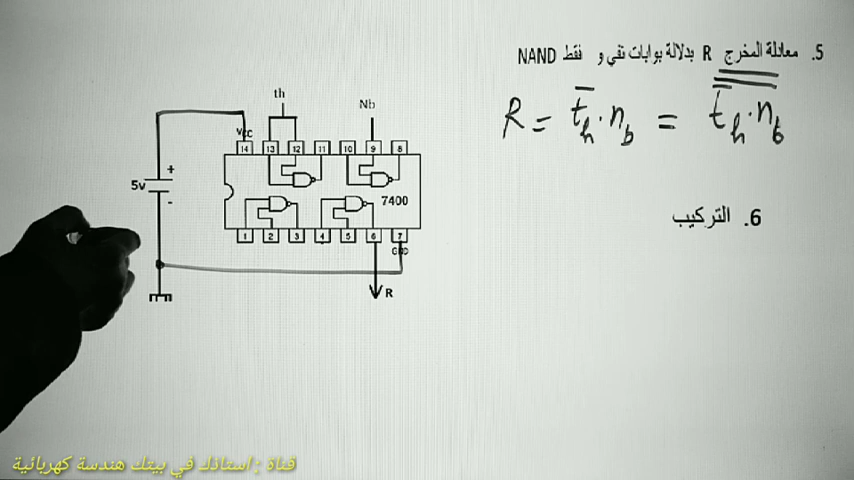 5. معادلة المخرج R بدلالة بوابات نفي و فقط NAND
R = t̅h · nb = t̿h · nb
6. التركيب
th
Nb
VCC
14 13 12 11 10 9 8
+
5v
-
7400
1 2 3 4 5 6 7
GND
R
قناة : استاذك في بيتك هندسة كهربائية